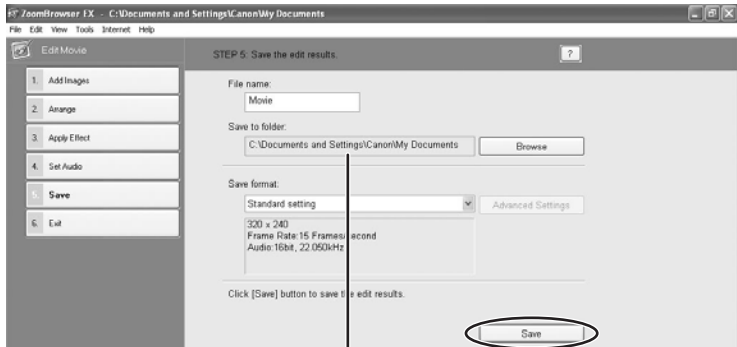 ZoomBrowser EX - C:\Documents and Settings\Canon\My Documents
File Edit View Tools Internet Help
Edit Movie
STEP 5: Save the edit results.
?
1. Add Images
2. Arrange
3. Apply Effect
4. Set Audio
5. Save
6. Exit
File name:
Movie
Save to folder:
C:\Documents and Settings\Canon\My Documents
Browse
Save format:
Standard setting
Advanced Settings
320 x 240
Frame Rate:15 Frames/second
Audio:16bit, 22.050kHz
Click [Save] button to save the edit results.
Save